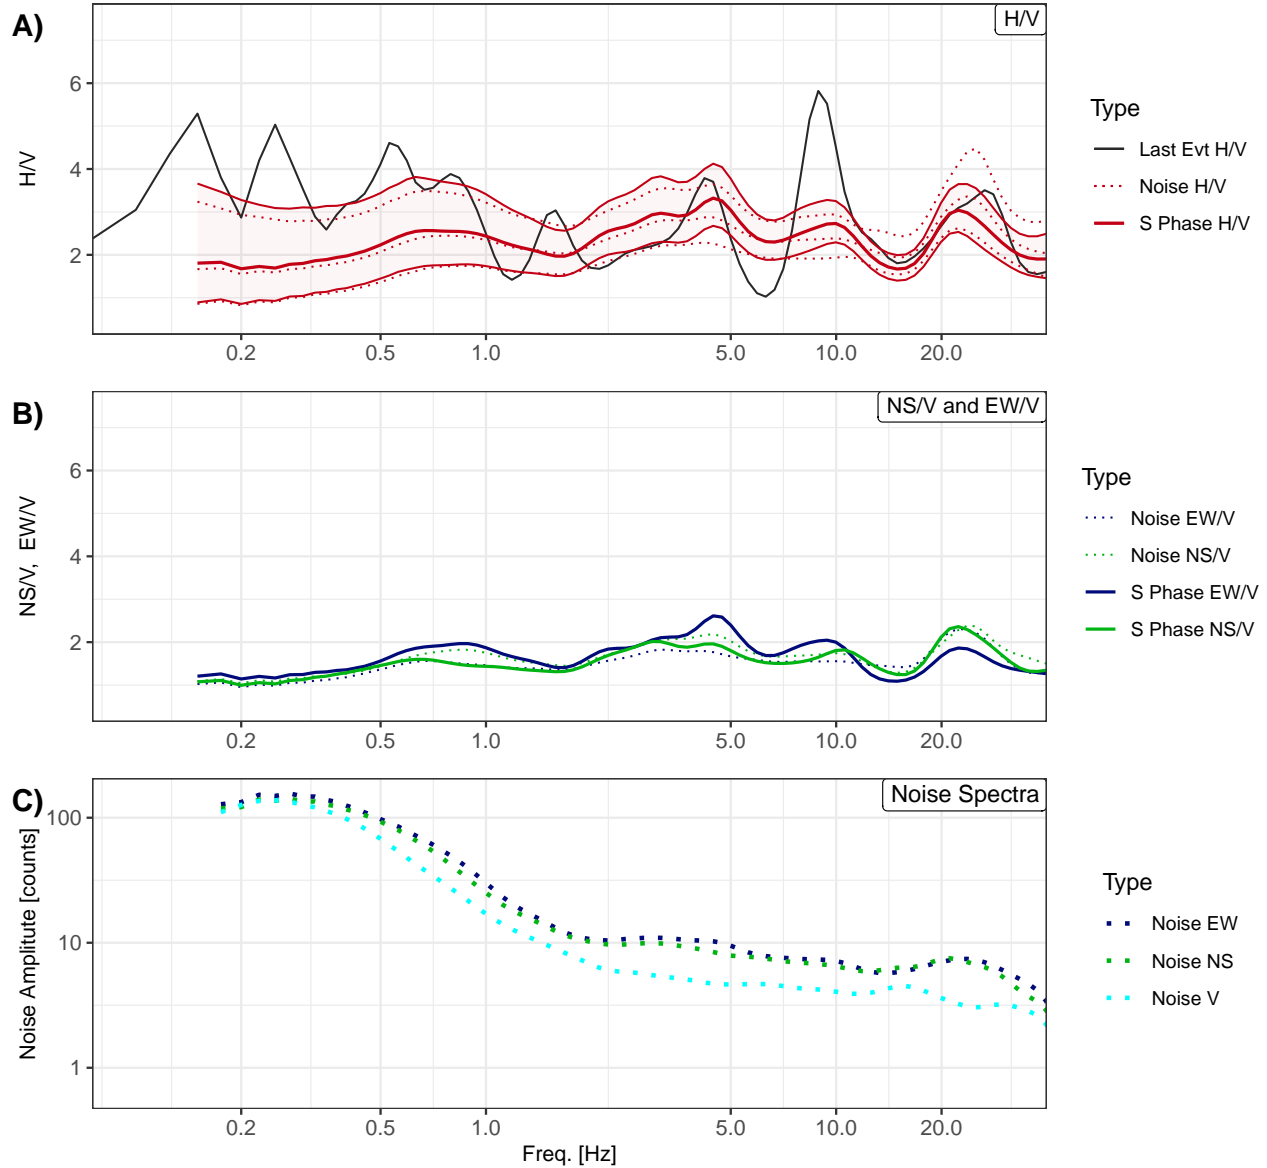 A)
H/V
6
4
2
H/V
0.2 0.5 1.0 5.0 10.0 20.0
Type
Last Evt H/V
Noise H/V
S Phase H/V
B)
NS/V and EW/V
6
4
2
NS/V,  EW/V
0.2 0.5 1.0 5.0 10.0 20.0
Type
Noise EW/V
Noise NS/V
S Phase EW/V
S Phase NS/V
C)
Noise Spectra
100
10
1
Noise Amplitute [counts]
0.2 0.5 1.0 5.0 10.0 20.0
Freq. [Hz]
Type
Noise EW
Noise NS
Noise V